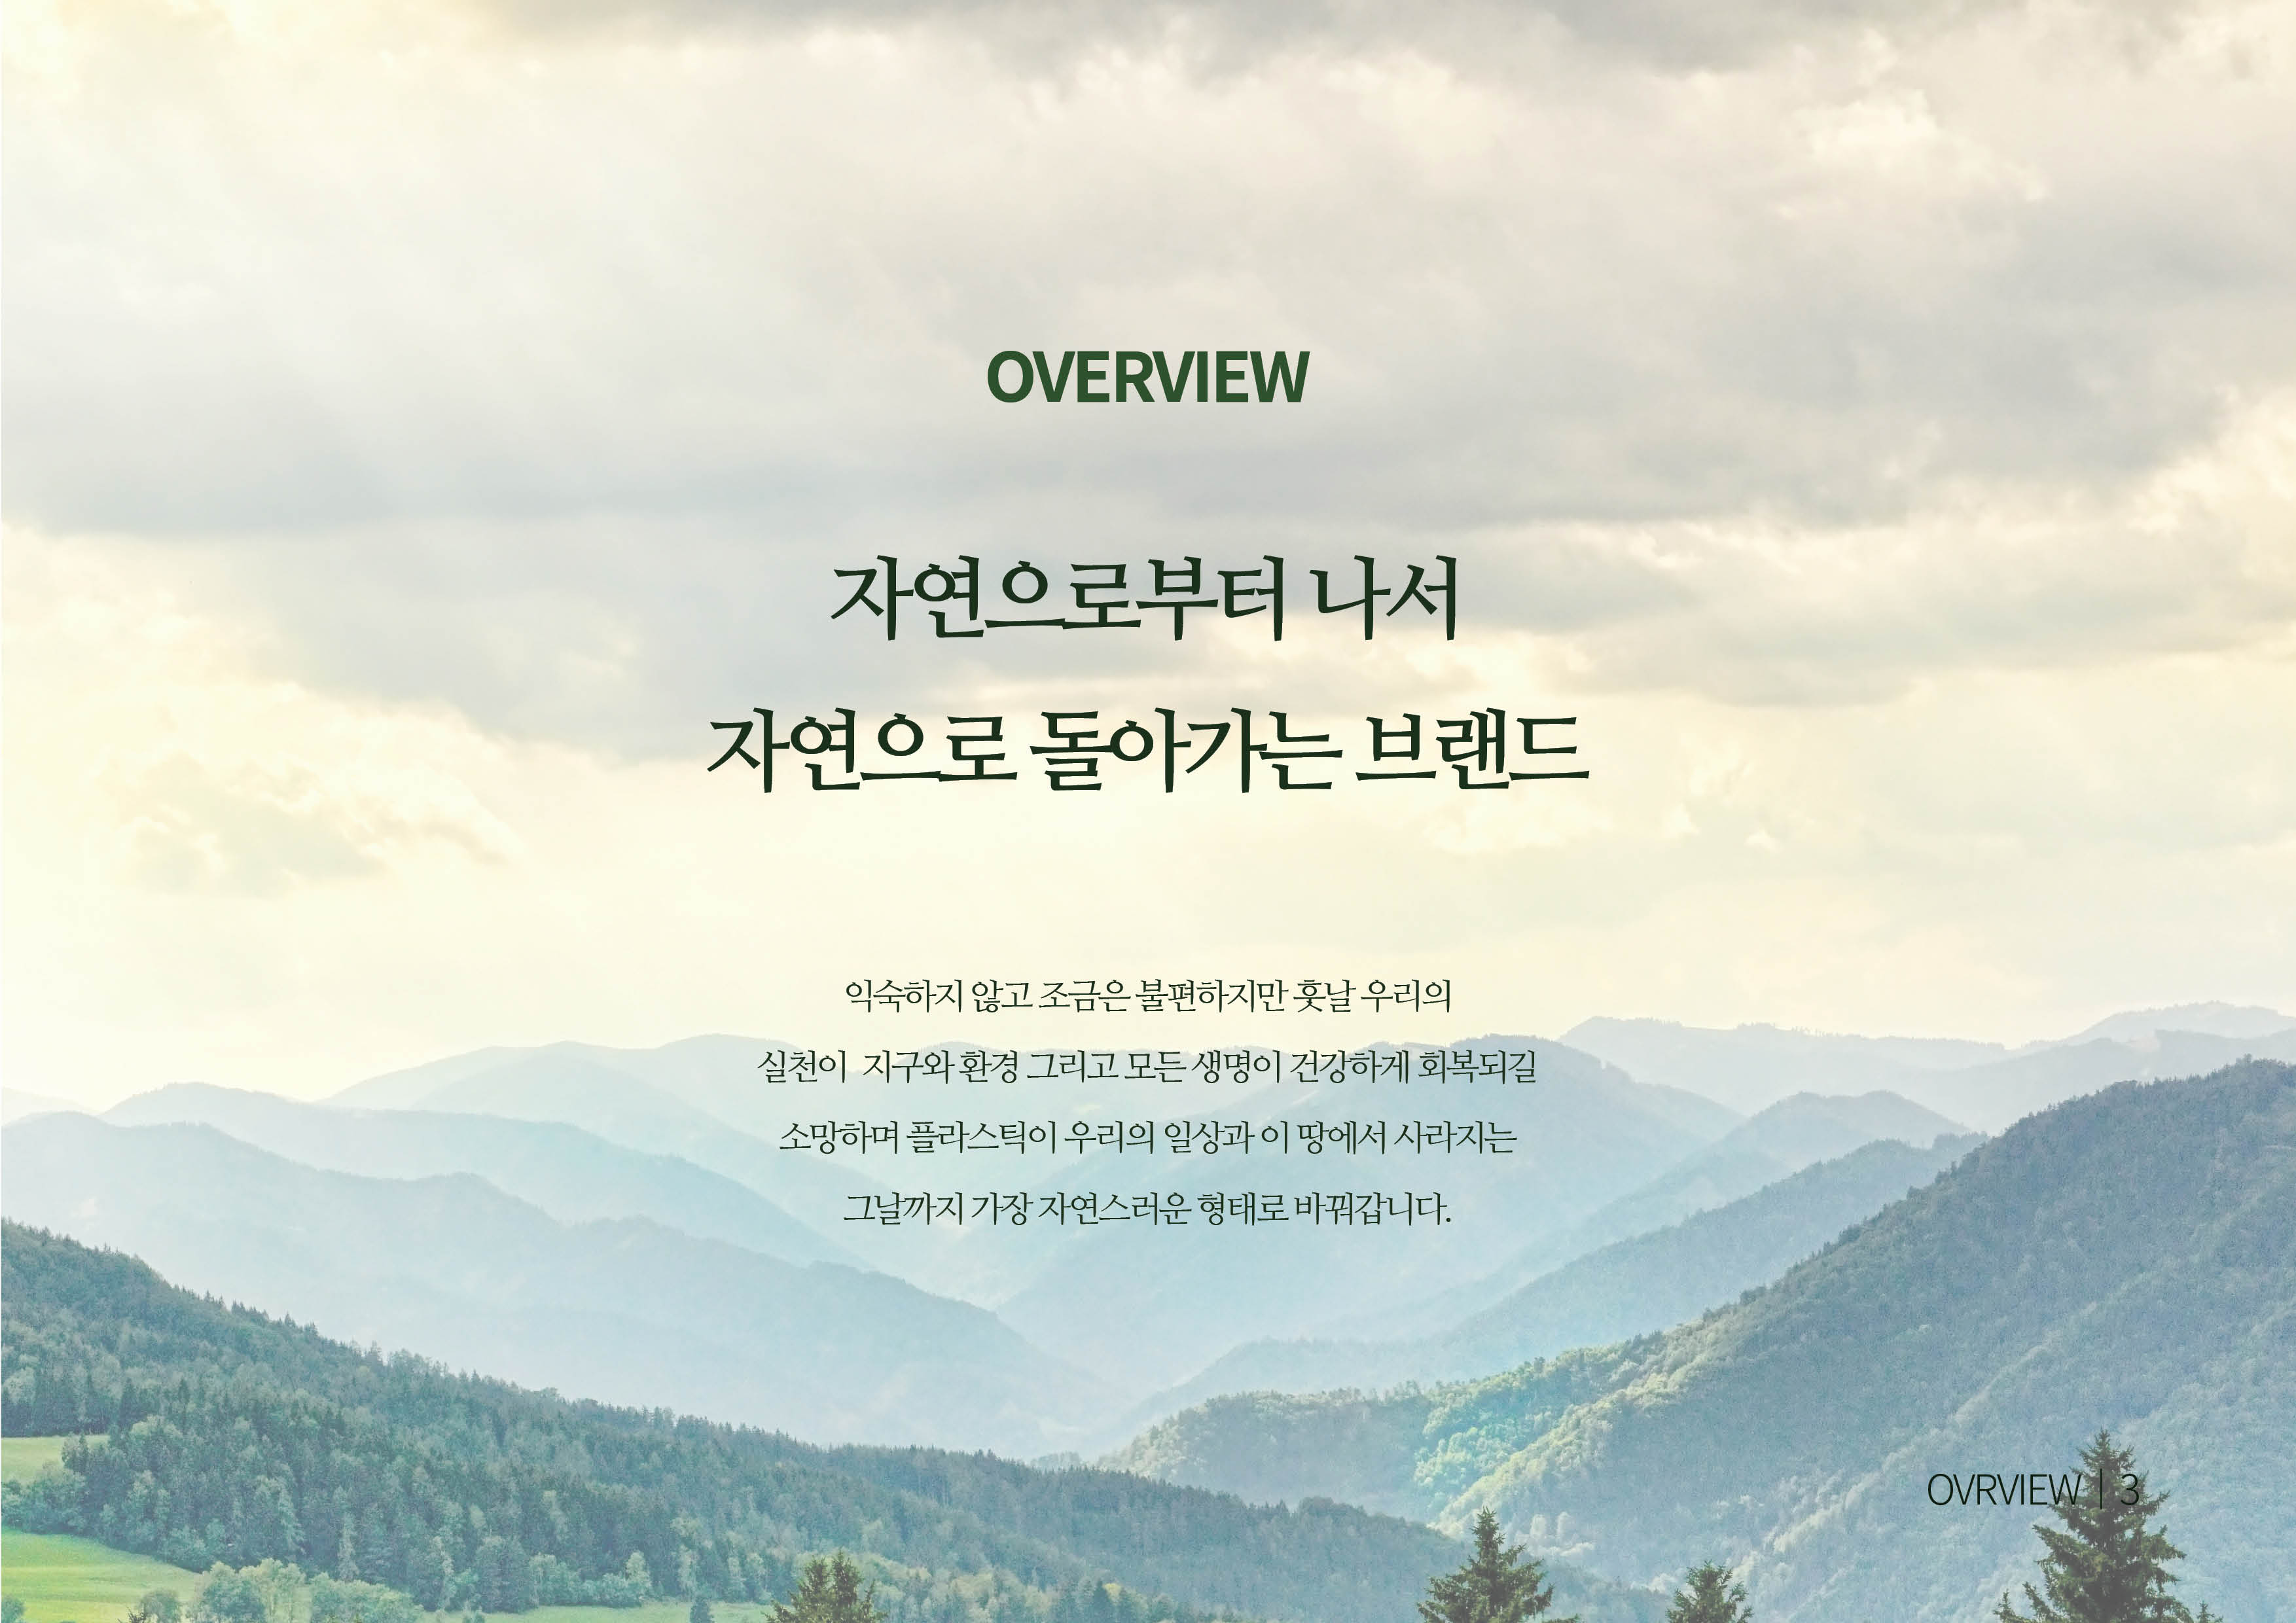 OVERVIEW
자연으로부터 나서
자연으로 돌아가는 브랜드
익숙하지 않고 조금은 불편하지만 훗날 우리의
실천이 지구와 환경 그리고 모든 생명이 건강하게 회복되길
소망하며 플라스틱이 우리의 일상과 이 땅에서 사라지는
그날까지 가장 자연스러운 형태로 바꿔갑니다.
OVRVIEW | 3